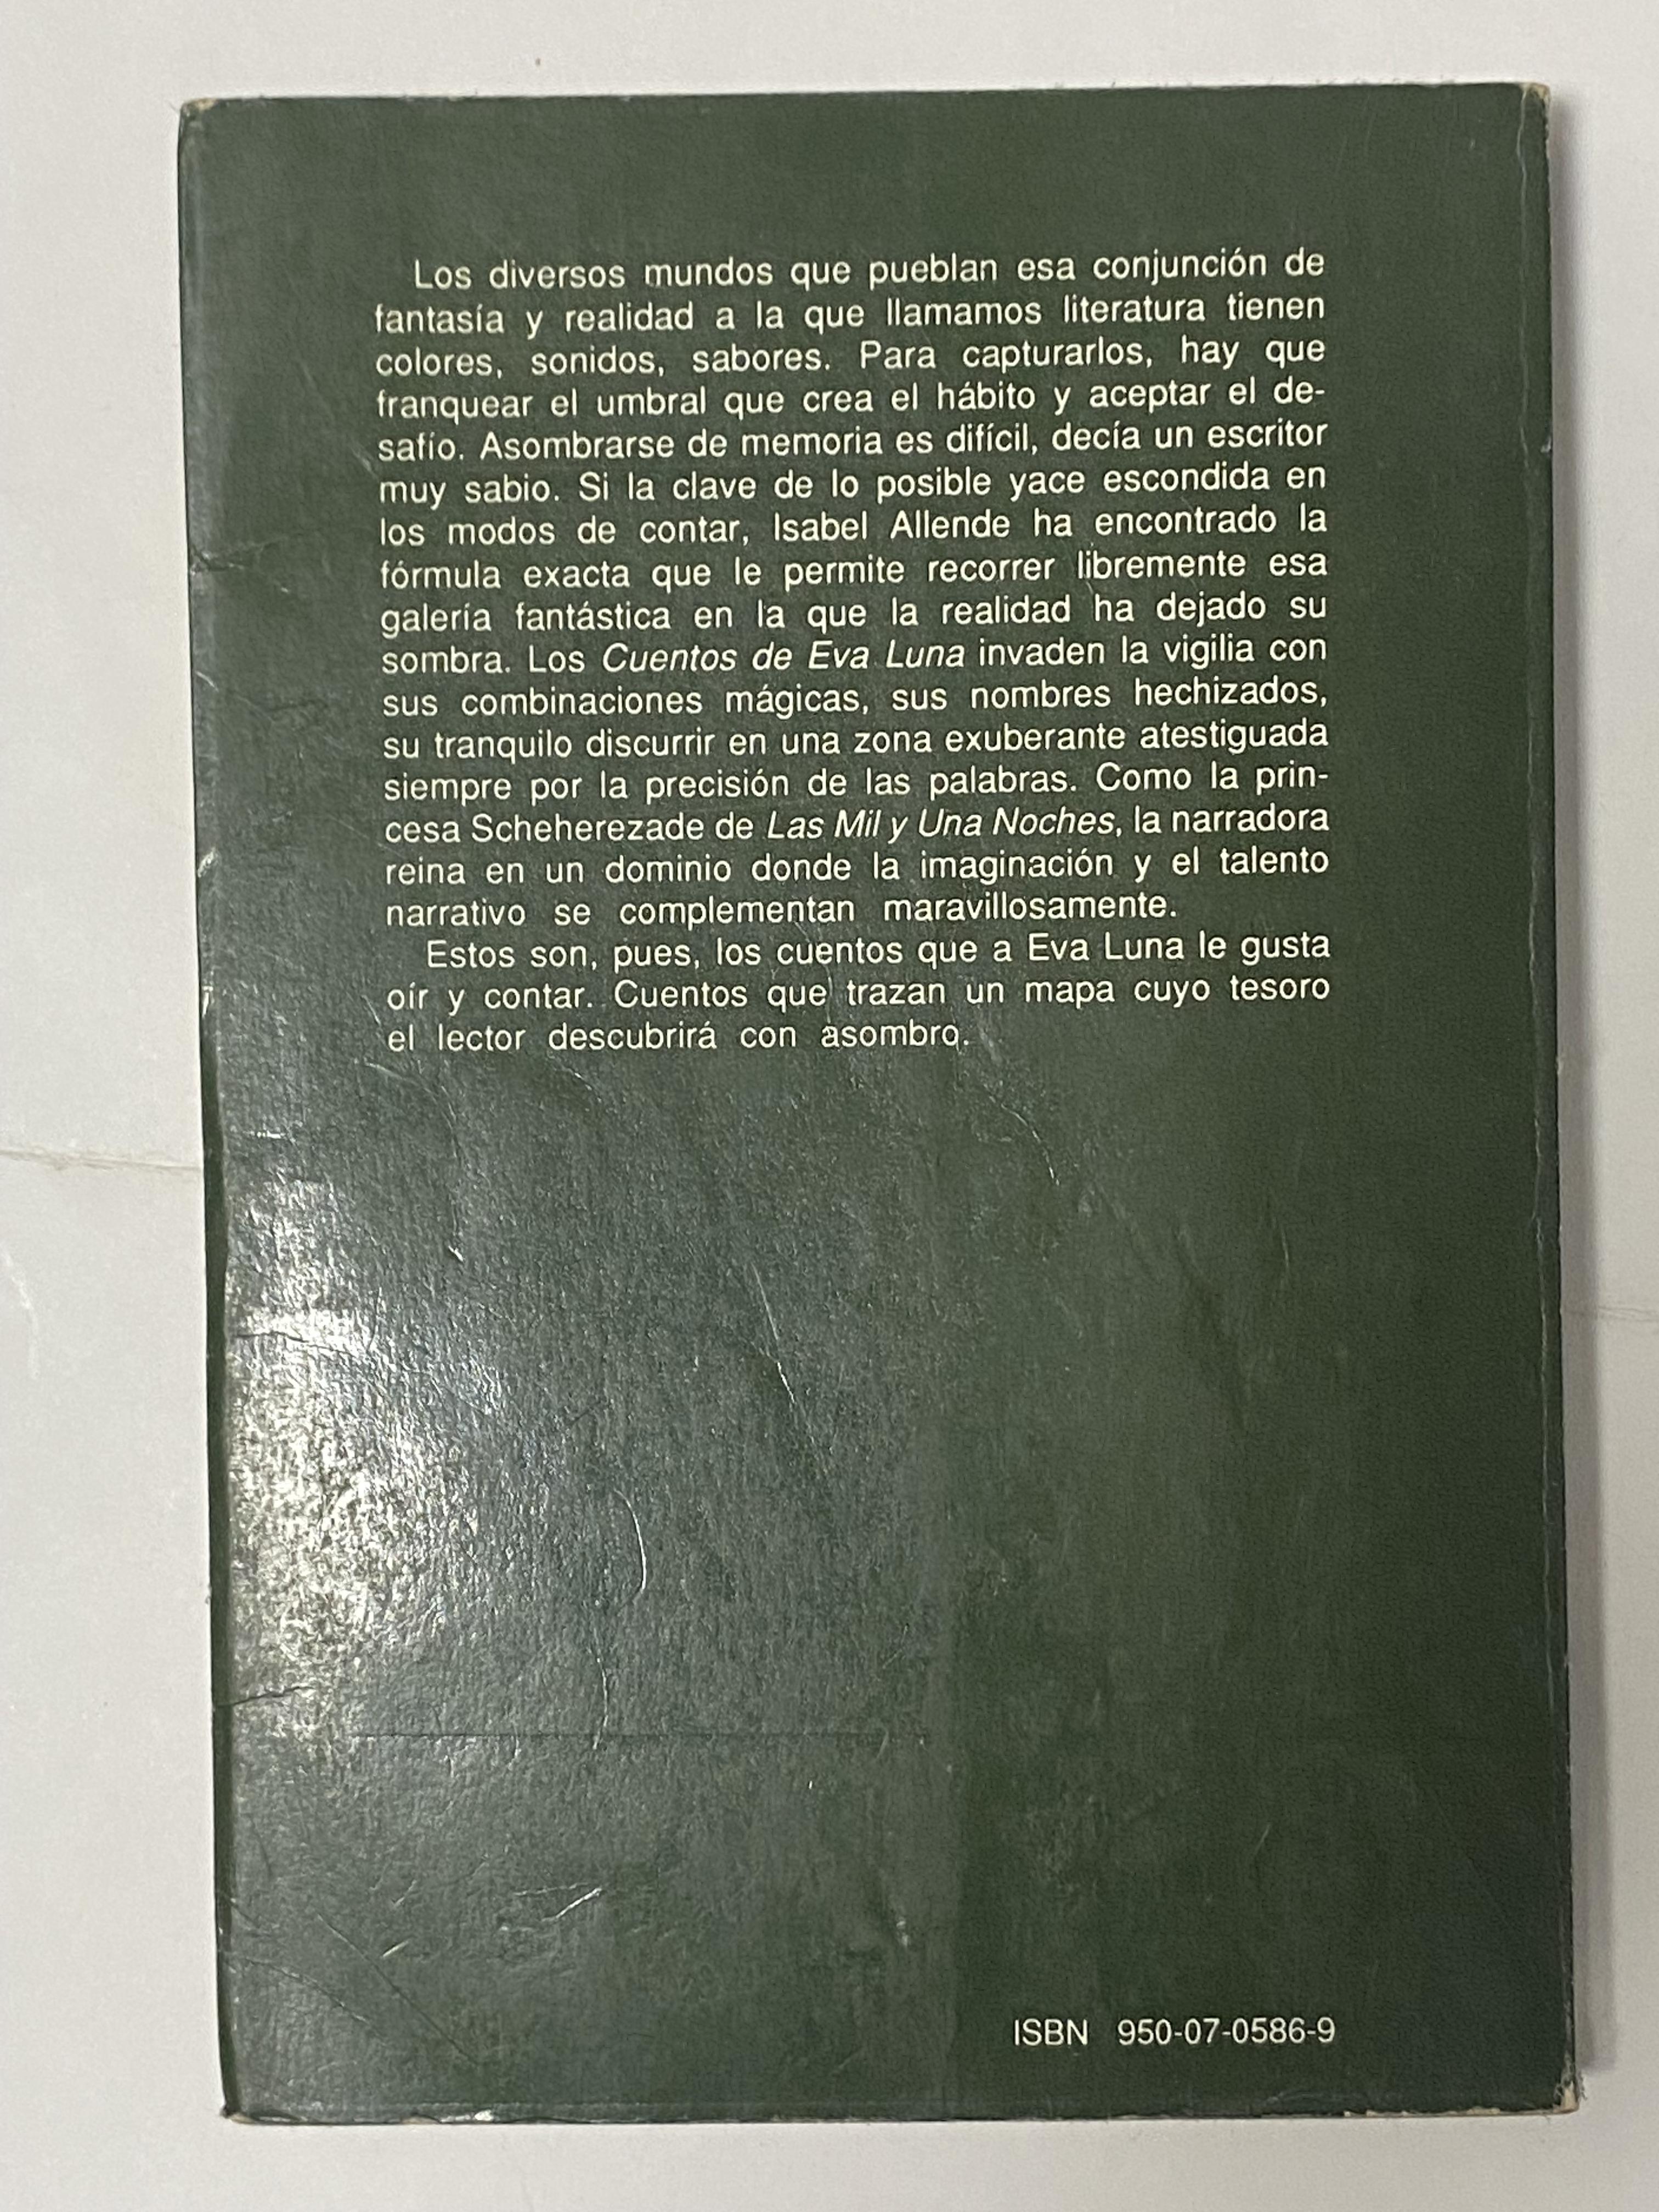 Los diversos mundos que pueblan esa conjunción de
fantasía y realidad a la que llamamos literatura tienen
colores, sonidos, sabores. Para capturarlos, hay que
franquear el umbral que crea el hábito y aceptar el de-
safío. Asombrarse de memoria es difícil, decía un escritor
muy sabio. Si la clave de lo posible yace escondida en
los modos de contar, Isabel Allende ha encontrado la
fórmula exacta que le permite recorrer libremente esa
galería fantástica en la que la realidad ha dejado su
sombra. Los Cuentos de Eva Luna invaden la vigilia con
sus combinaciones mágicas, sus nombres hechizados,
su tranquilo discurrir en una zona exuberante atestiguada
siempre por la precisión de las palabras. Como la prin-
cesa Scheherezade de Las Mil y Una Noches, la narradora
reina en un dominio donde la imaginación y el talento
narrativo se complementan maravillosamente.
Estos son, pues, los cuentos que a Eva Luna le gusta
oír y contar. Cuentos que trazan un mapa cuyo tesoro
el lector descubrirá con asombro.
ISBN 950-07-0586-9